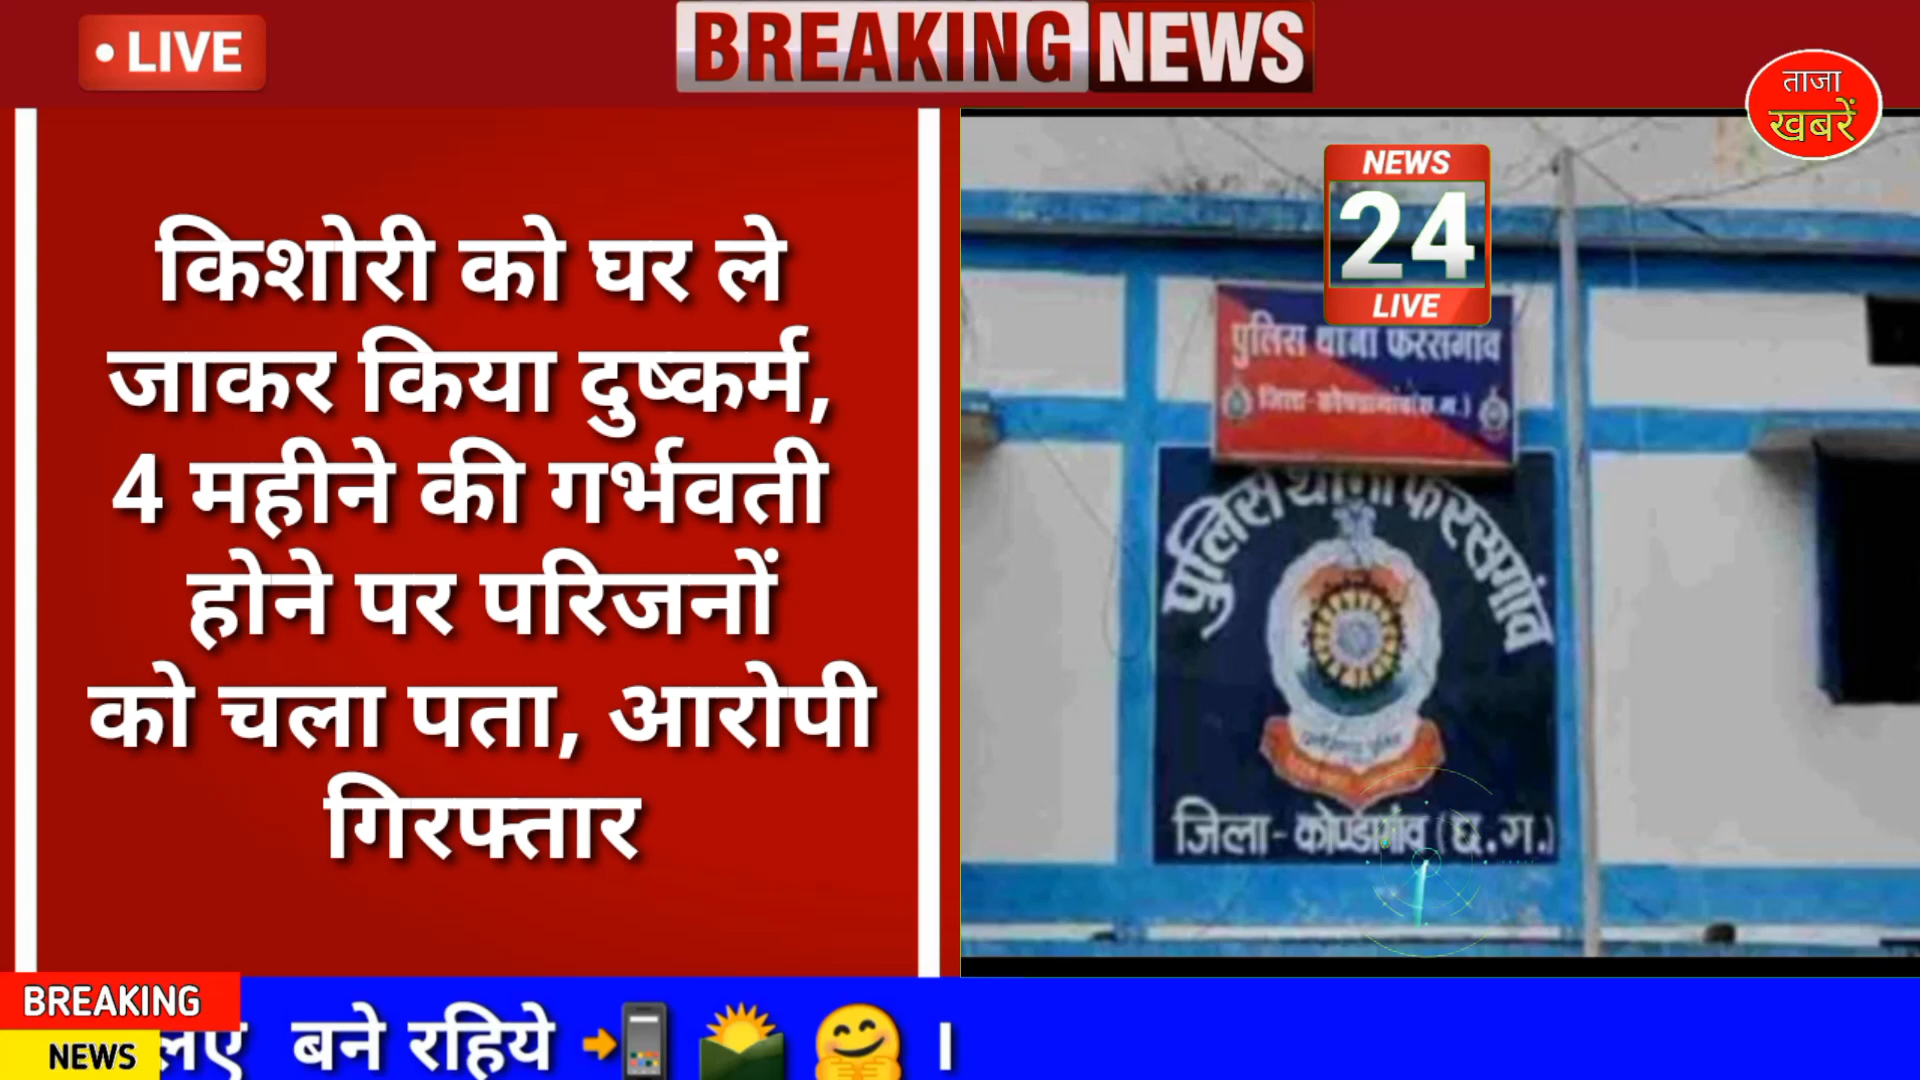 • LIVE
BREAKING NEWS
ताजा
खबरें
NEWS
24
LIVE
किशोरी को घर ले
जाकर किया दुष्कर्म,
4 महीने की गर्भवती
होने पर परिजनों
को चला पता, आरोपी
गिरफ्तार
पुलिस थाना फरसगांव
जिला-कोण्डागांव(छ.ग.)
पुलिस थाना फरसगांव
जिला- कोण्डागांव (छ.ग.)
BREAKING
NEWS
बने रहिये ।